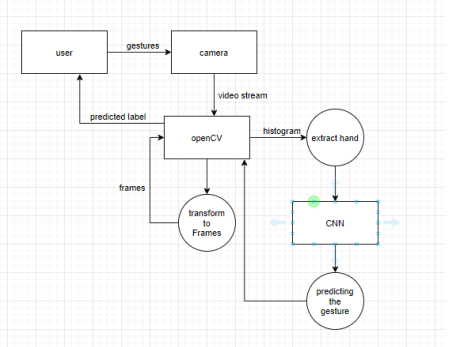 user
gestures
camera
video stream
predicted label
openCV
histogram
extract hand
frames
transform
to
Frames
CNN
predicting
the
gesture